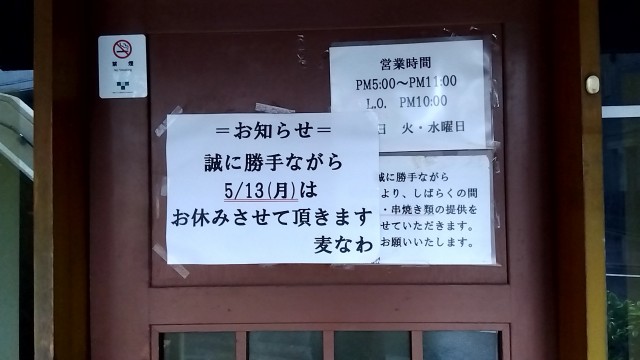 禁煙
No Smoking
営業時間
PM5:00～PM11:00
L.O.　PM10:00
日　火・水曜日
＝お知らせ＝
誠に勝手ながら
5/13(月)は
お休みさせて頂きます
麦なわ
誠に勝手ながら
より、しばらくの間
・串焼き類の提供を
せていただきます。
お願いいたします。